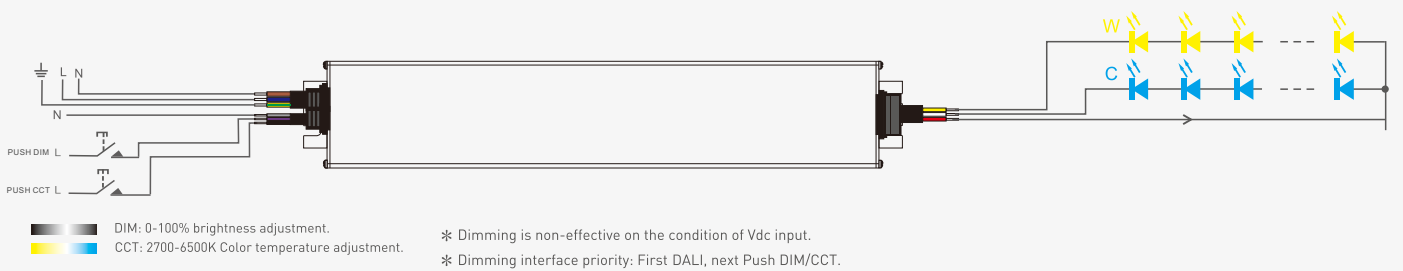 W
C
L N
N
PUSH DIM L
PUSH CCT L
DIM: 0-100% brightness adjustment.
CCT: 2700-6500K Color temperature adjustment.
✻ Dimming is non-effective on the condition of Vdc input.
✻ Dimming interface priority: First DALI, next Push DIM/CCT.